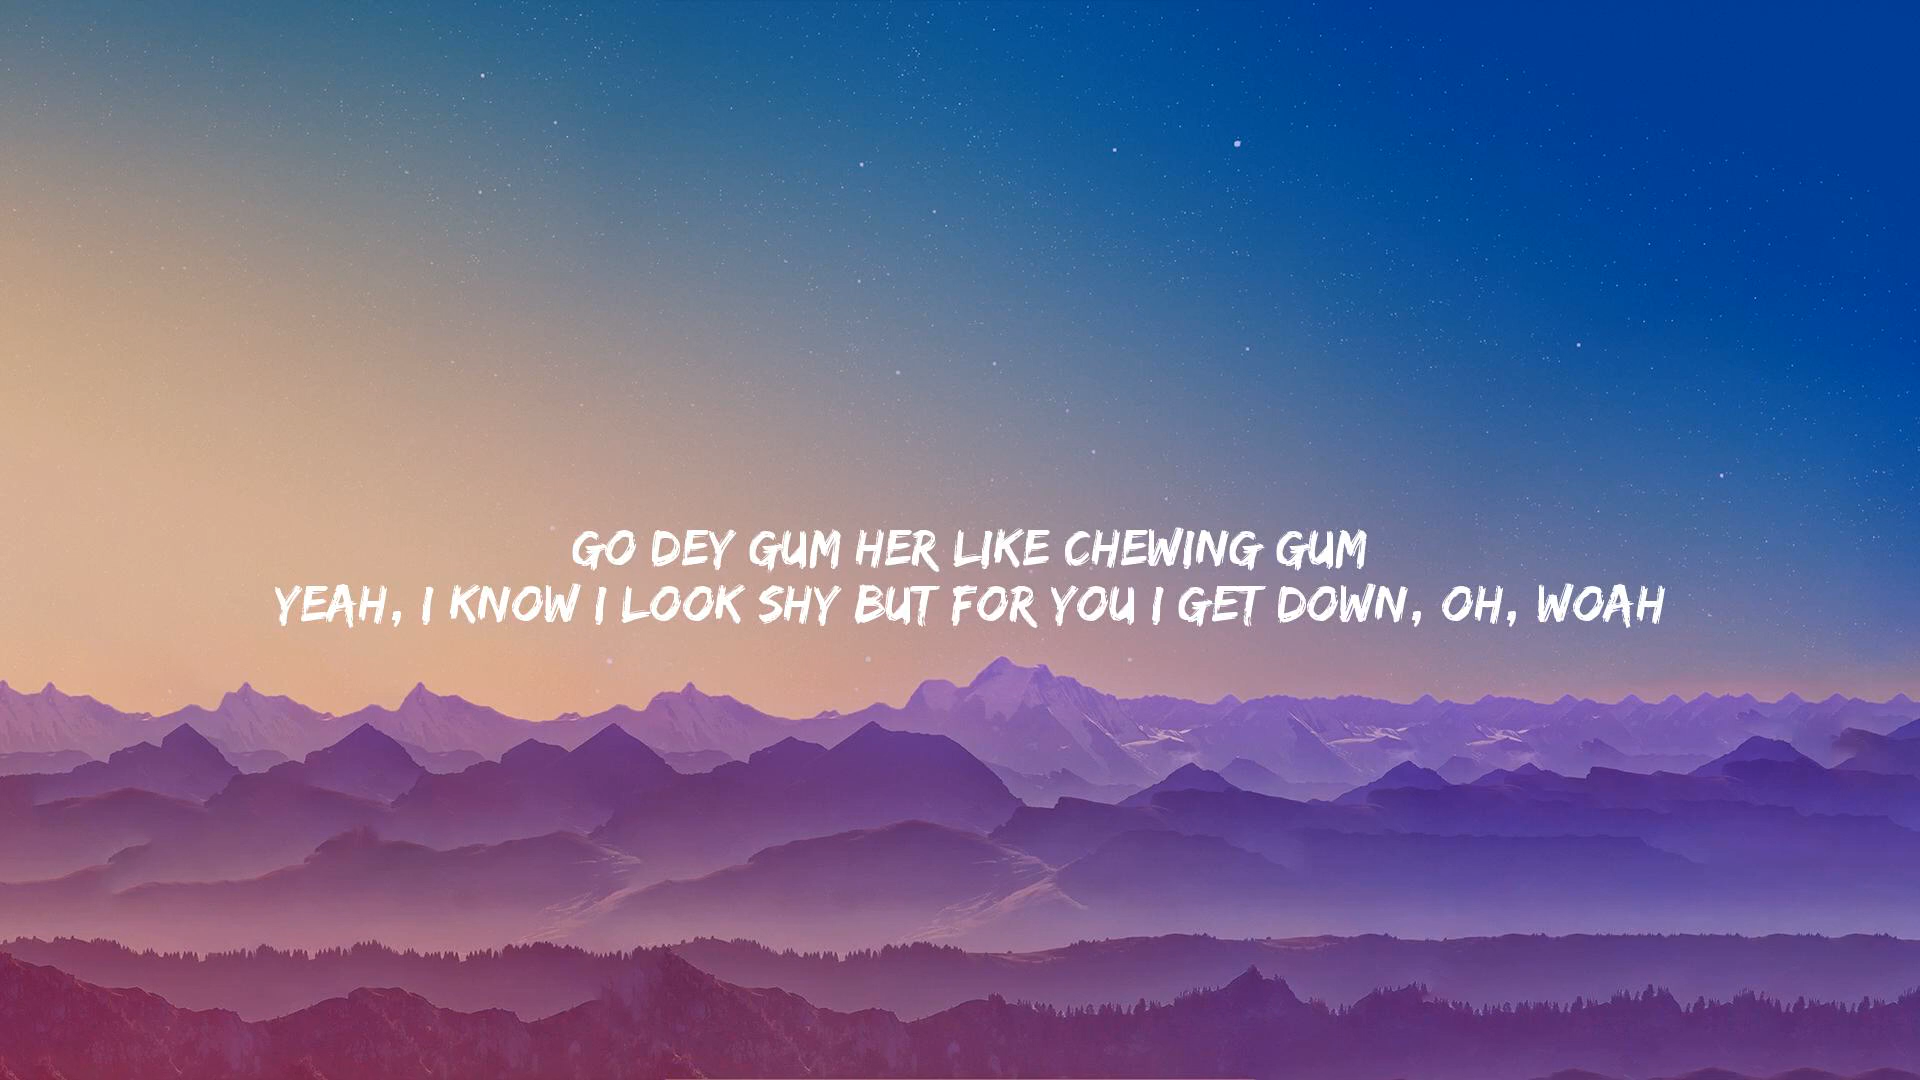 GO DEY GUM HER LIKE CHEWING GUM
YEAH, I KNOW I LOOK SHY BUT FOR YOU I GET DOWN, OH, WOAH